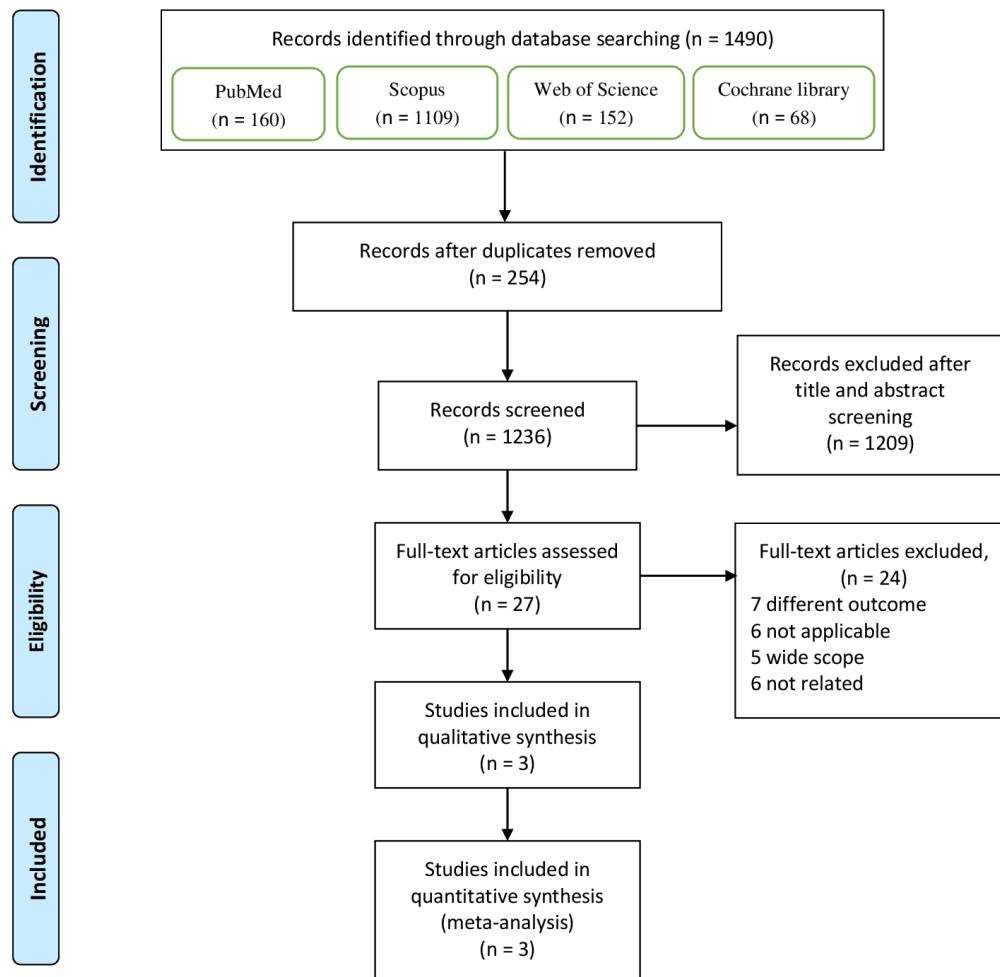 Identification
Records identified through database searching (n = 1490)
PubMed
(n = 160)
Scopus
(n = 1109)
Web of Science
(n = 152)
Cochrane library
(n = 68)
Records after duplicates removed
(n = 254)
Screening
Records screened
(n = 1236)
Records excluded after
title and abstract
screening
(n = 1209)
Eligibility
Full-text articles assessed
for eligibility
(n = 27)
Full-text articles excluded,
(n = 24)
7 different outcome
6 not applicable
5 wide scope
6 not related
Studies included in
qualitative synthesis
(n = 3)
Included
Studies included in
quantitative synthesis
(meta-analysis)
(n = 3)